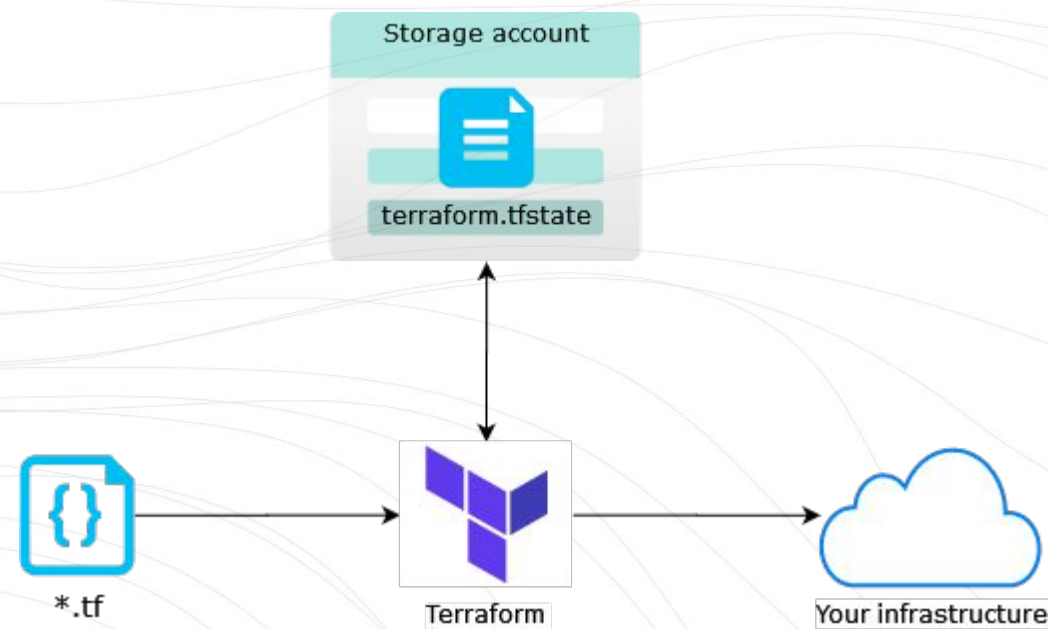 Storage account
terraform.tfstate
*.tf
Terraform
Your infrastructure